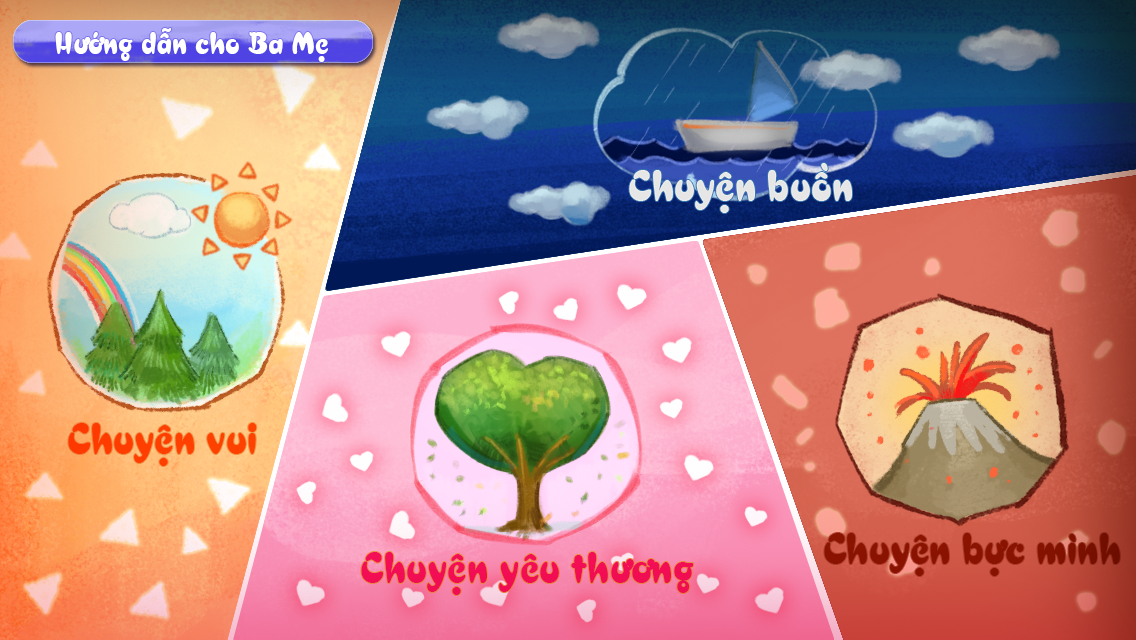 Hướng dẫn cho Ba Mẹ
Chuyện buồn
Chuyện vui
Chuyện yêu thương
Chuyện bực mình